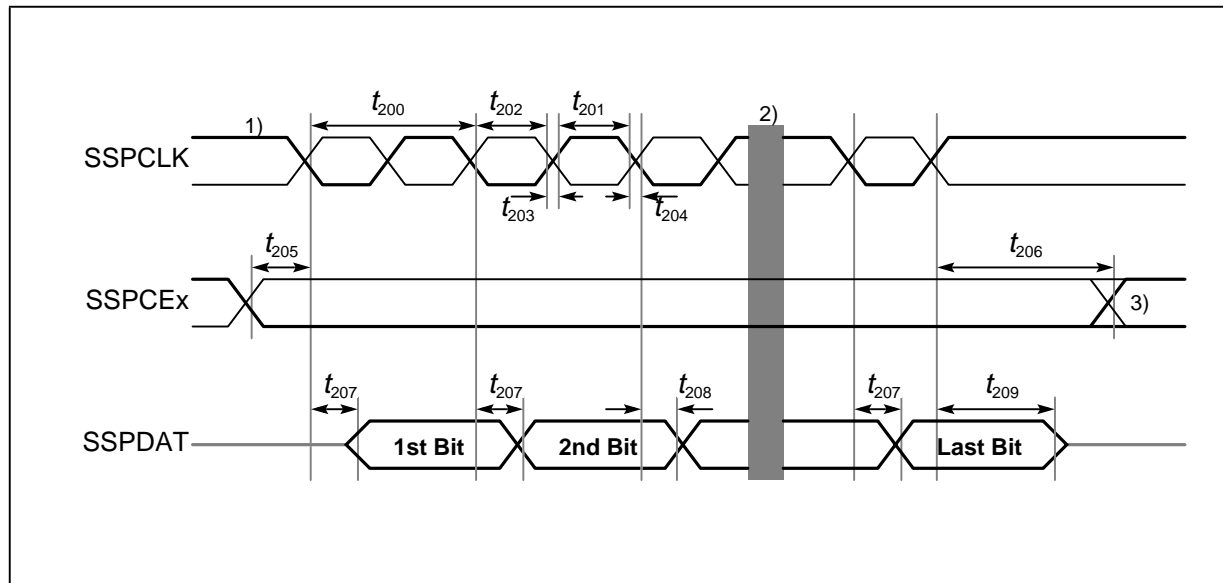 t200 t202 t201
1) 2)
SSPCLK
t203 t204
t205 t206
SSPCEx 3)
t207 t207 t208 t207 t209
SSPDAT 1st Bit 2nd Bit Last Bit